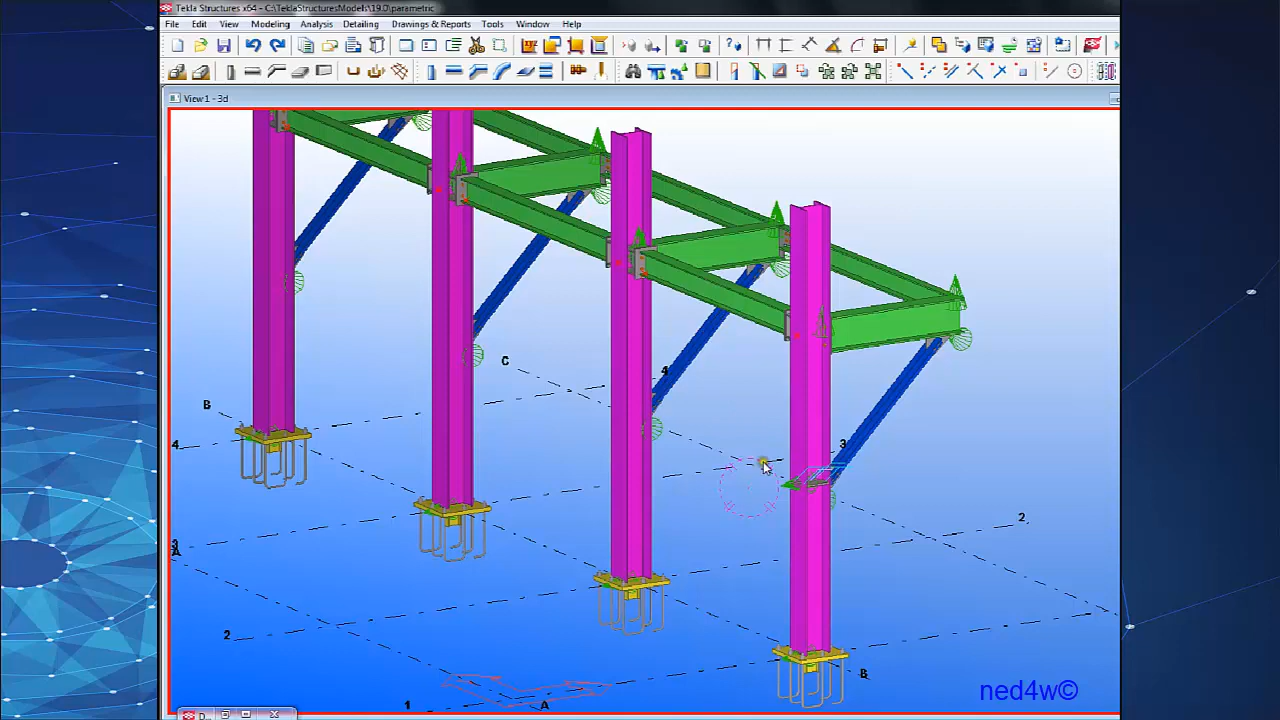 Tekla Structures x64 - C:\TeklaStructuresModels\19.0\parametric
File Edit View Modeling Analysis Detailing Drawings & Reports Tools Window Help
View 1 - 3d
C
4
B
3
4
2
3
A
2
B
1
A
ned4w©
D...